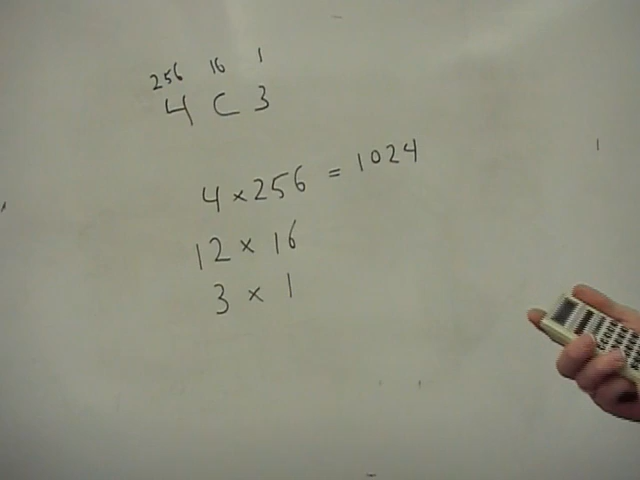 256 16 1
4 C 3
4 × 256 = 1024
12 × 16
3 × 1